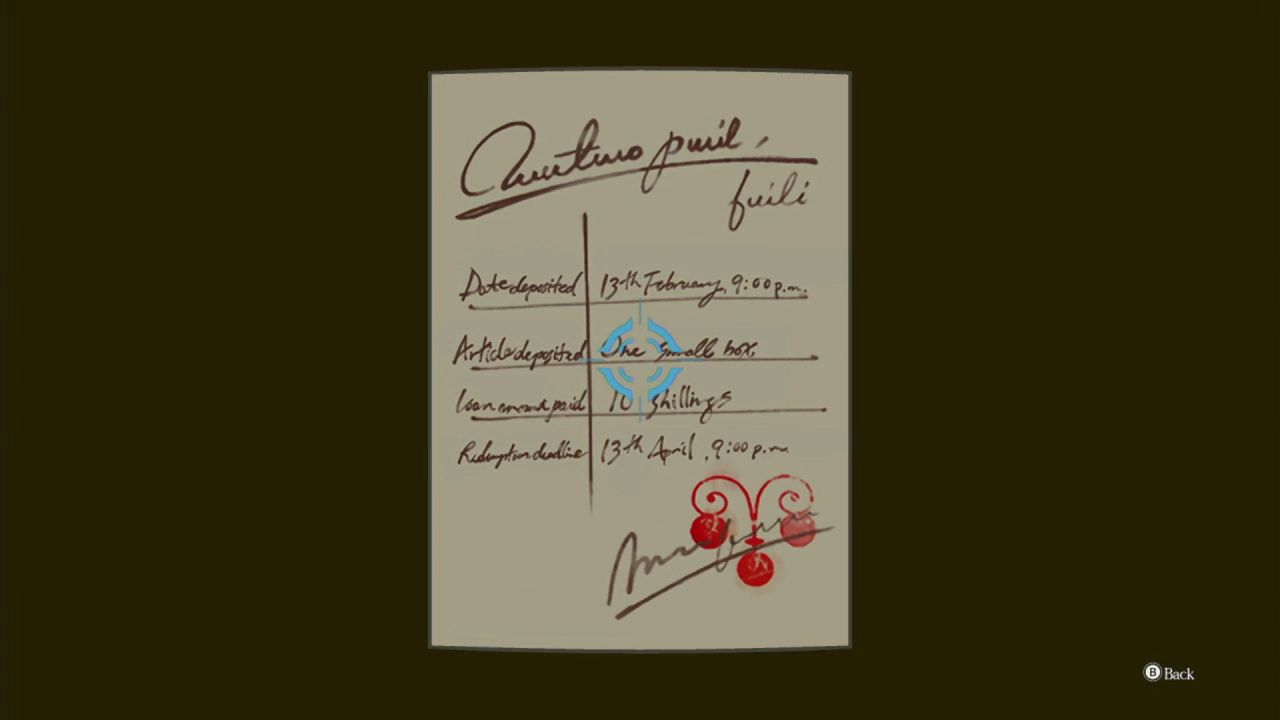 Date deposited 13th February, 9:00 p.m.
Article deposited One small box
Loan amount paid 10 shillings
Redemption deadline 13th April, 9:00 p.m.
B Back